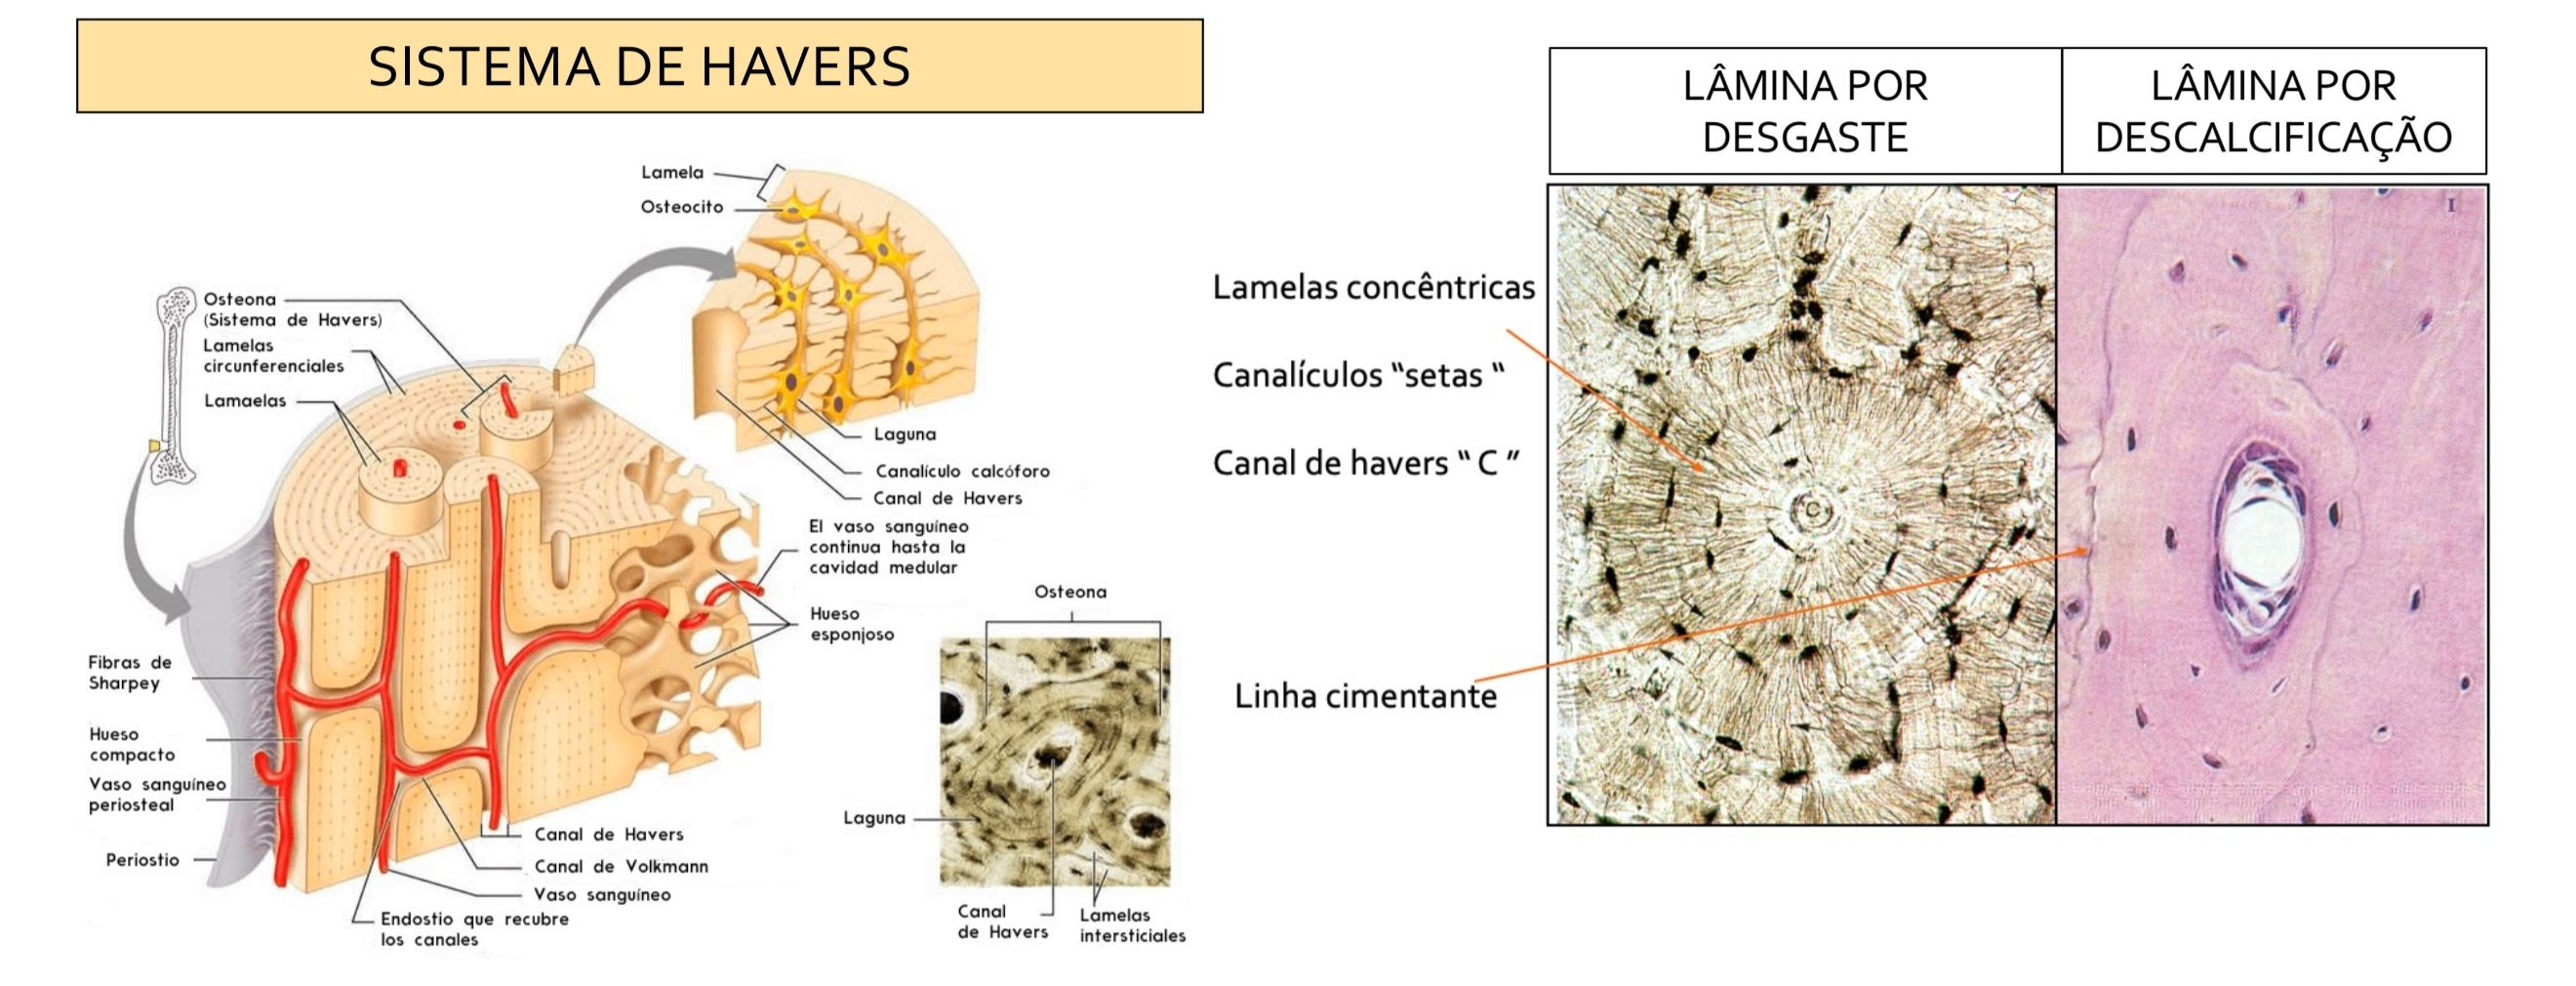 SISTEMA DE HAVERS
Lamela
Osteocito
Osteona
(Sistema de Havers)
Lamelas
circunferenciales
Lamaelas
Laguna
Canalículo calcóforo
Canal de Havers
El vaso sanguíneo
continua hasta la
cavidad medular
Hueso
esponjoso
Fibras de
Sharpey
Hueso
compacto
Vaso sanguíneo
periosteal
Periostio
Canal de Havers
Canal de Volkmann
Vaso sanguíneo
Endostio que recubre
los canales
Osteona
Laguna
Canal
de Havers
Lamelas
intersticiales
LÂMINA POR
DESGASTE
LÂMINA POR
DESCALCIFICAÇÃO
Lamelas concêntricas
Canalículos “setas “
Canal de havers “ C ”
Linha cimentante
C
I